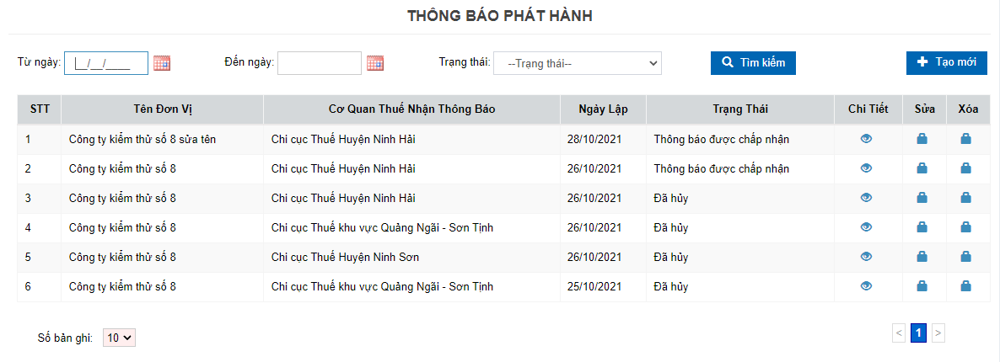 THÔNG BÁO PHÁT HÀNH
Từ ngày: __/__/____ Đến ngày: Trạng thái: --Trạng thái-- Tìm kiếm Tạo mới
STT Tên Đơn Vị Cơ Quan Thuế Nhận Thông Báo Ngày Lập Trạng Thái Chi Tiết Sửa Xóa
1 Công ty kiểm thử số 8 sửa tên Chi cục Thuế Huyện Ninh Hải 28/10/2021 Thông báo được chấp nhận
2 Công ty kiểm thử số 8 Chi cục Thuế Huyện Ninh Hải 26/10/2021 Thông báo được chấp nhận
3 Công ty kiểm thử số 8 Chi cục Thuế Huyện Ninh Hải 26/10/2021 Đã hủy
4 Công ty kiểm thử số 8 Chi cục Thuế khu vực Quảng Ngãi - Sơn Tịnh 26/10/2021 Đã hủy
5 Công ty kiểm thử số 8 Chi cục Thuế Huyện Ninh Sơn 26/10/2021 Đã hủy
6 Công ty kiểm thử số 8 Chi cục Thuế khu vực Quảng Ngãi - Sơn Tịnh 25/10/2021 Đã hủy
Số bản ghi: 10 < 1 >